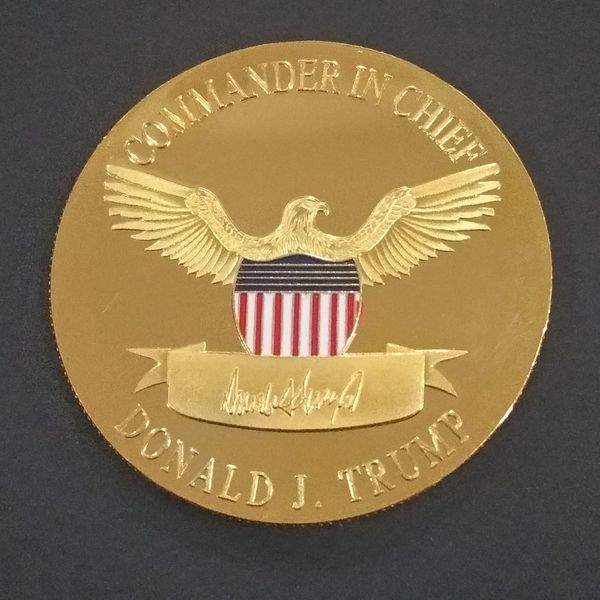 COMMANDER IN CHIEF
DONALD J. TRUMP